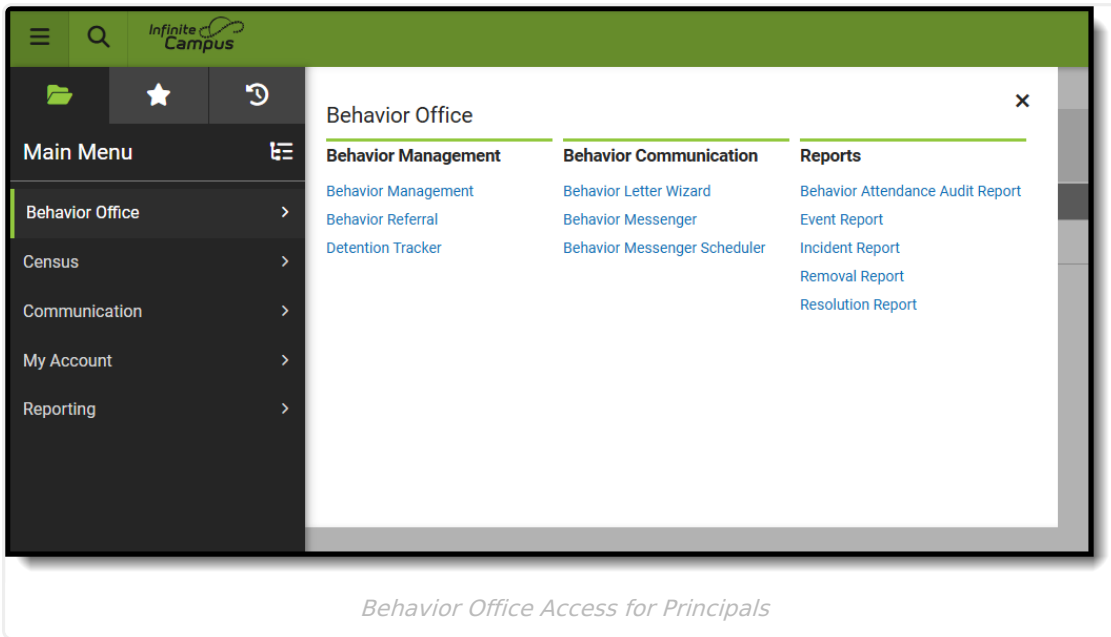 Infinite
Campus
Main Menu
Behavior Office
Census
Communication
My Account
Reporting
Behavior Office
Behavior Management
Behavior Management
Behavior Referral
Detention Tracker
Behavior Communication
Behavior Letter Wizard
Behavior Messenger
Behavior Messenger Scheduler
Reports
Behavior Attendance Audit Report
Event Report
Incident Report
Removal Report
Resolution Report
Behavior Office Access for Principals